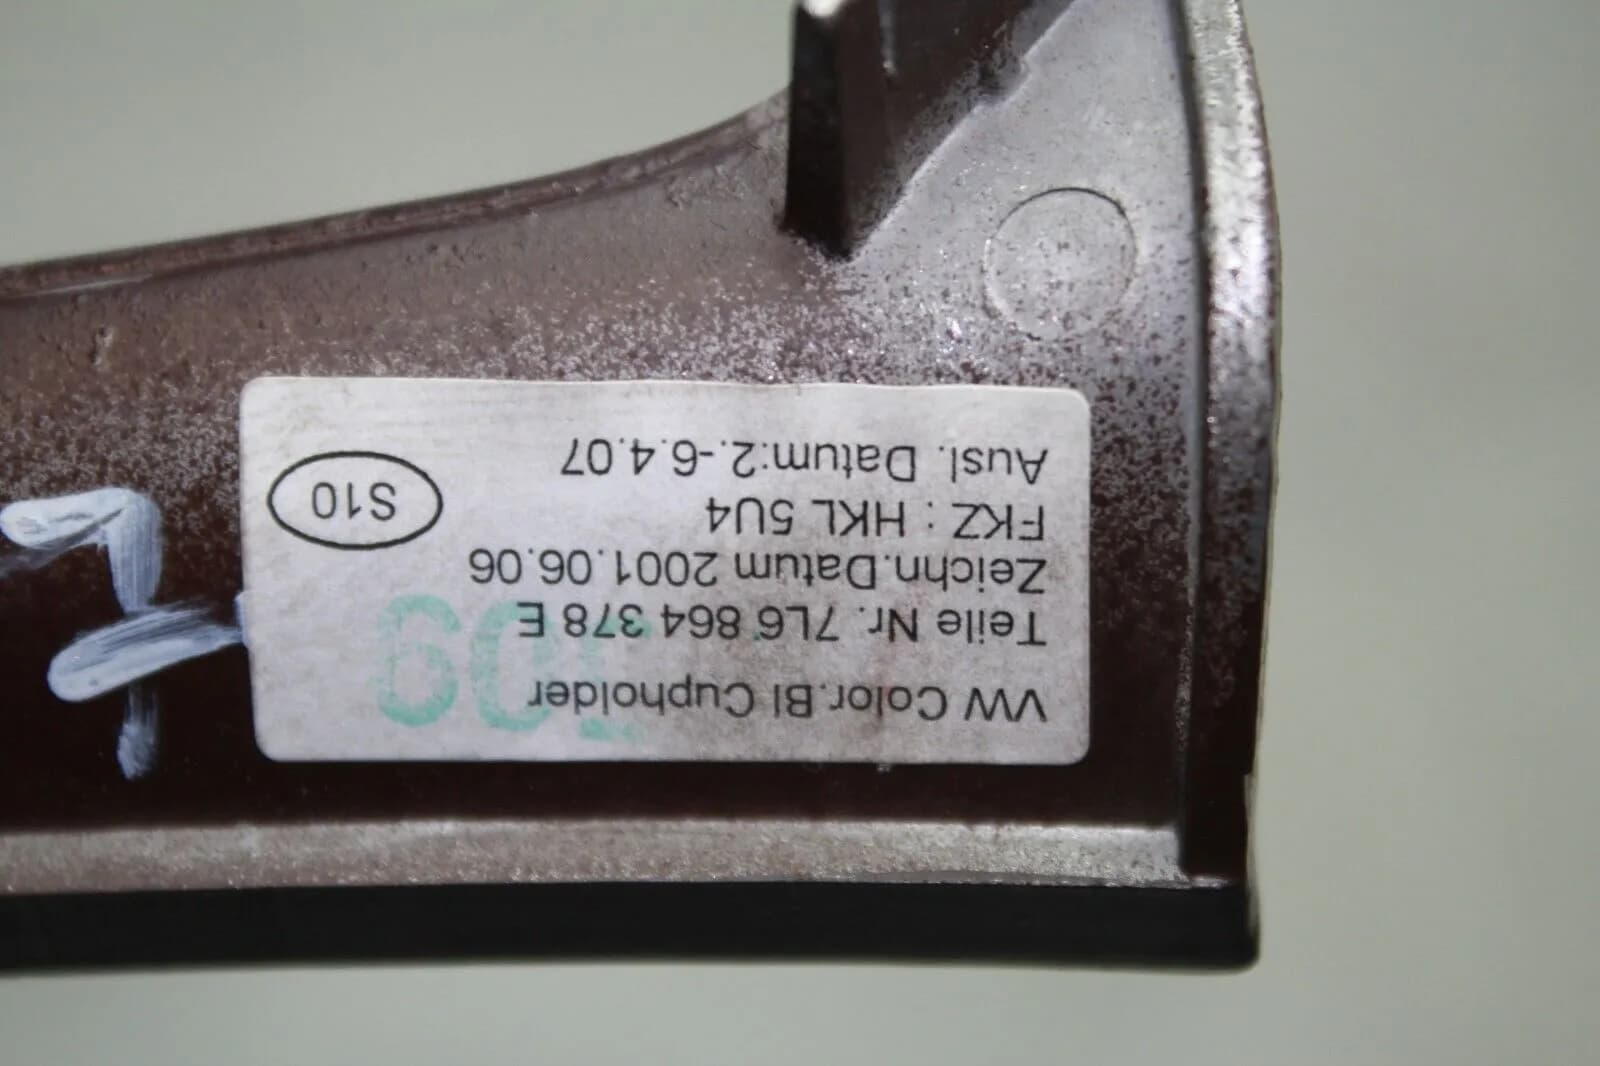 VW Color.Bl Cupholder
Teile Nr. 7L6 864 378 E
Zeichn.Datum 2001.06.06
FKZ : HKL 5U4
Ausl. Datum:2.-6.4.07
S10